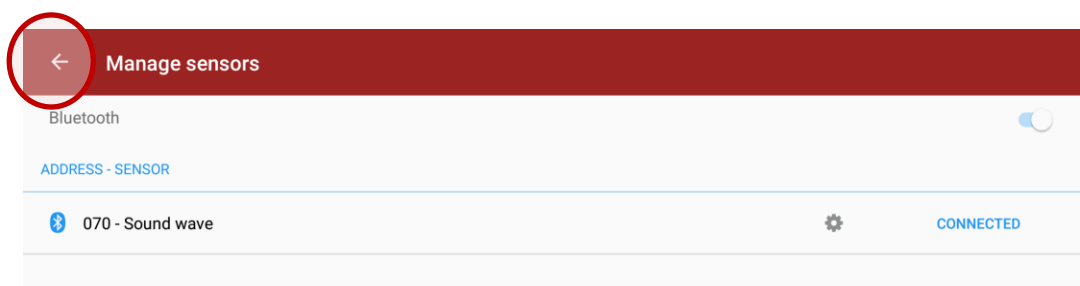 Manage sensors
Bluetooth
ADDRESS - SENSOR
070 - Sound wave CONNECTED